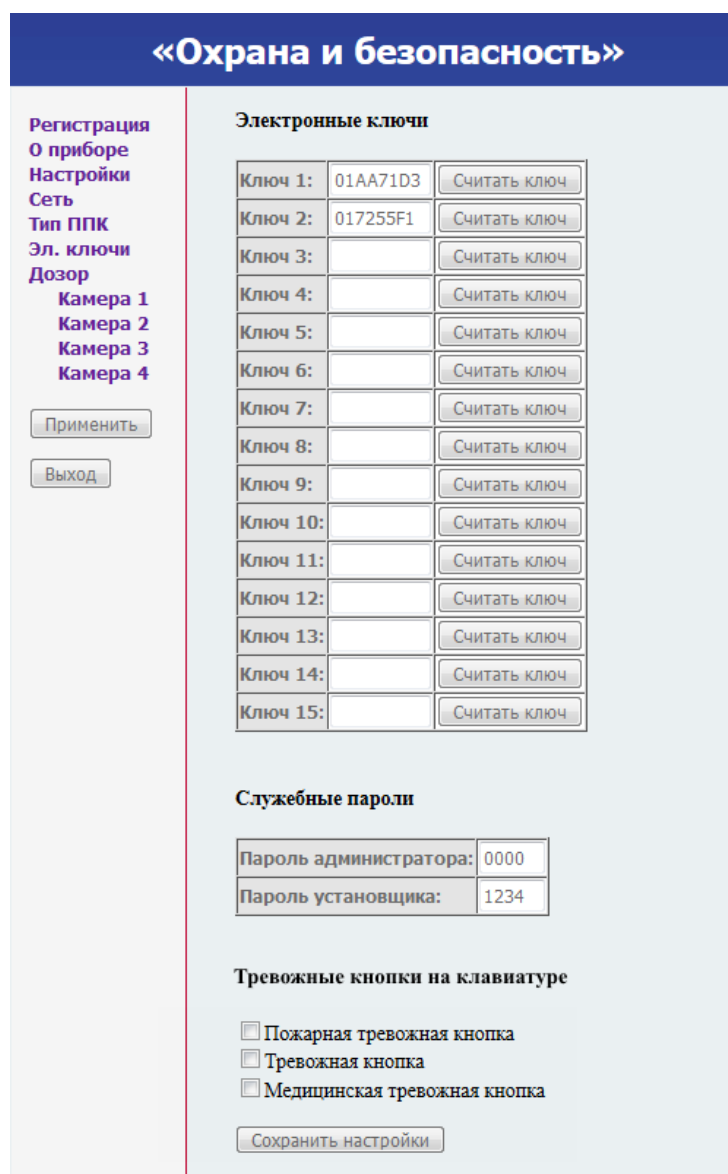 «Охрана и безопасность»
Регистрация
О приборе
Настройки
Сеть
Тип ППК
Эл. ключи
Дозор
Камера 1
Камера 2
Камера 3
Камера 4
Применить
Выход
Электронные ключи
Ключ 1: 01AA71D3 Считать ключ
Ключ 2: 017255F1 Считать ключ
Ключ 3: Считать ключ
Ключ 4: Считать ключ
Ключ 5: Считать ключ
Ключ 6: Считать ключ
Ключ 7: Считать ключ
Ключ 8: Считать ключ
Ключ 9: Считать ключ
Ключ 10: Считать ключ
Ключ 11: Считать ключ
Ключ 12: Считать ключ
Ключ 13: Считать ключ
Ключ 14: Считать ключ
Ключ 15: Считать ключ
Служебные пароли
Пароль администратора: 0000
Пароль установщика: 1234
Тревожные кнопки на клавиатуре
Пожарная тревожная кнопка
Тревожная кнопка
Медицинская тревожная кнопка
Сохранить настройки